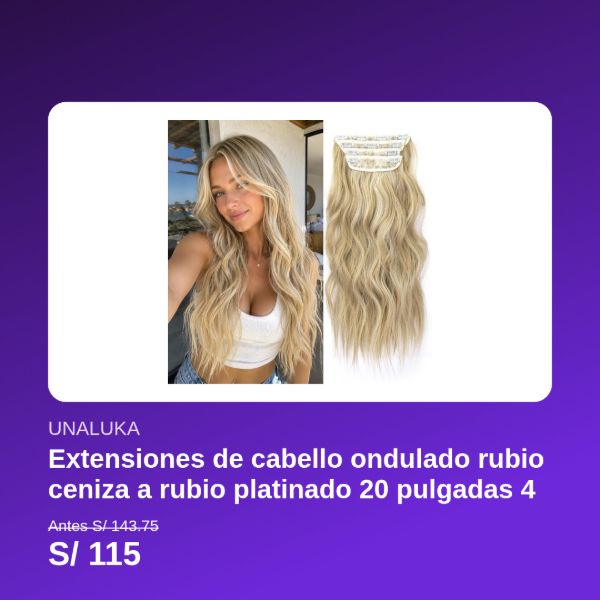 UNALUKA
Extensiones de cabello ondulado rubio
ceniza a rubio platinado 20 pulgadas 4
Antes S/ 143.75
S/ 115